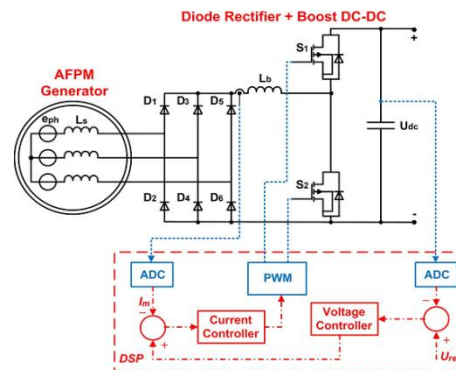 Diode Rectifier + Boost DC-DC
AFPM
Generator
eph
Ls
D1
D3
D5
Lb
S1
Udc
+
-
D2
D4
D6
S2
ADC
PWM
ADC
Im
−
+
Current
Controller
Voltage
Controller
−
+
DSP